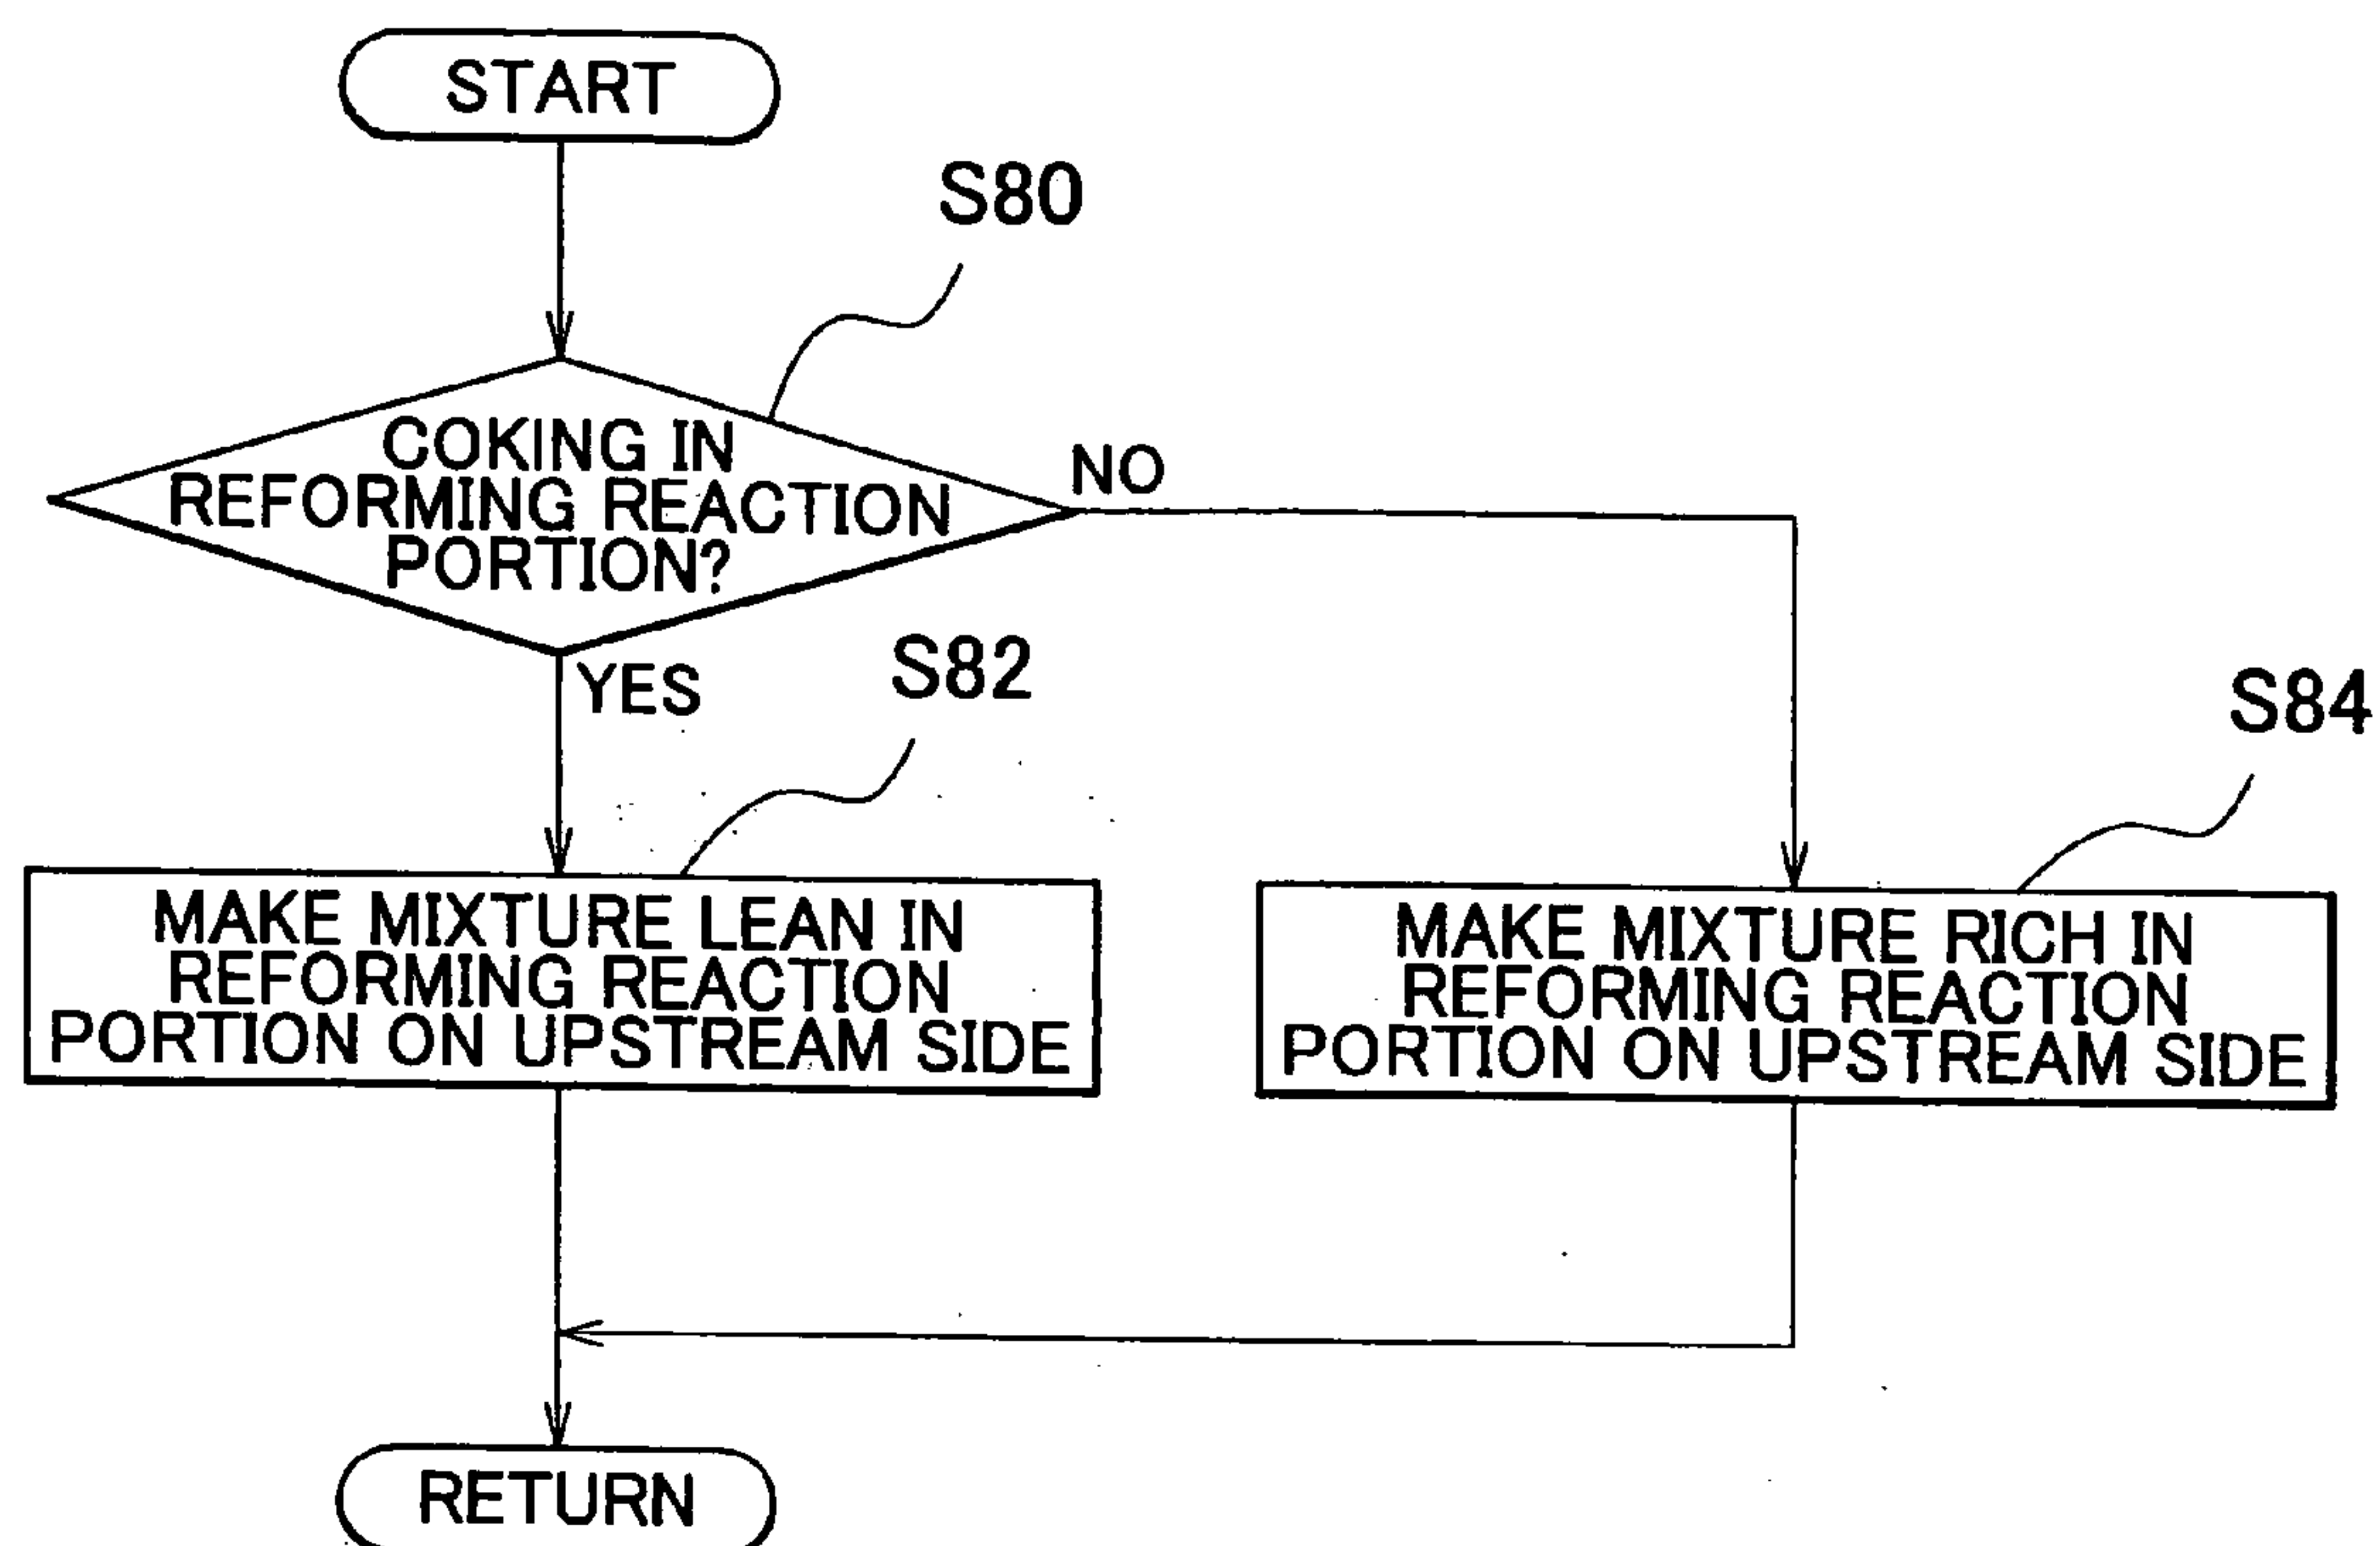 START
S80
COKING IN
REFORMING REACTION
PORTION?
NO
YES
S82
S84
MAKE MIXTURE LEAN IN
REFORMING REACTION
PORTION ON UPSTREAM SIDE
MAKE MIXTURE RICH IN
REFORMING REACTION
PORTION ON UPSTREAM SIDE
RETURN